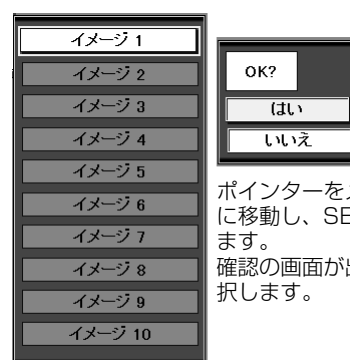 イメージ 1
イメージ 2
イメージ 3
イメージ 4
イメージ 5
イメージ 6
イメージ 7
イメージ 8
イメージ 9
イメージ 10
OK?
はい
いいえ
ポインターを
に移動し、SE
ます。
確認の画面が
択します。